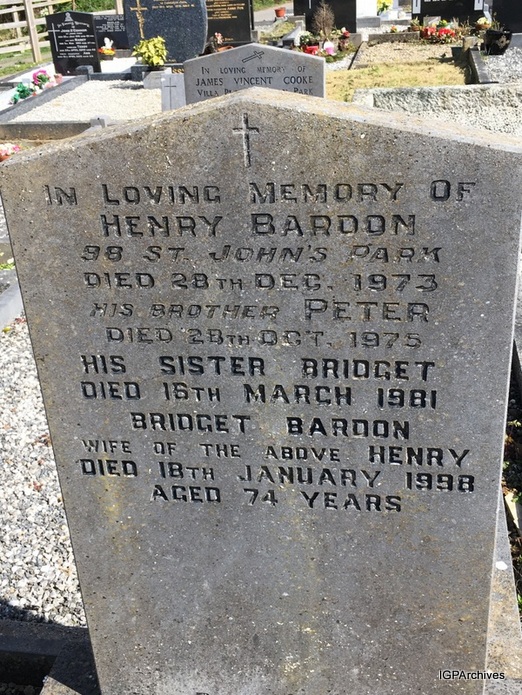 IN LOVING MEMORY OF
JAMES VINCENT COOKE
IN LOVING MEMORY OF
HENRY BARDON
98 ST. JOHN'S PARK
DIED 28TH DEC. 1973
HIS BROTHER PETER
DIED 28TH OCT. 1975
HIS SISTER BRIDGET
DIED 16TH MARCH 1981
BRIDGET BARDON
WIFE OF THE ABOVE HENRY
DIED 18TH JANUARY 1998
AGED 74 YEARS
IGPArchives